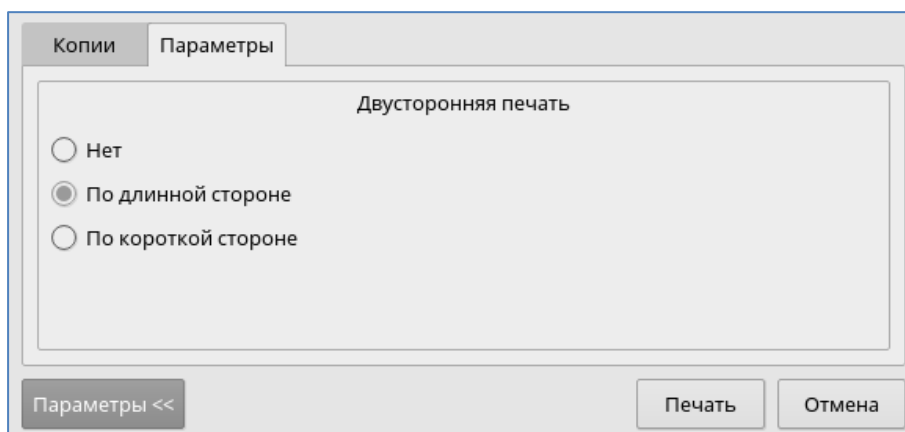 Копии Параметры
Двусторонняя печать
Нет
По длинной стороне
По короткой стороне
Параметры << Печать Отмена